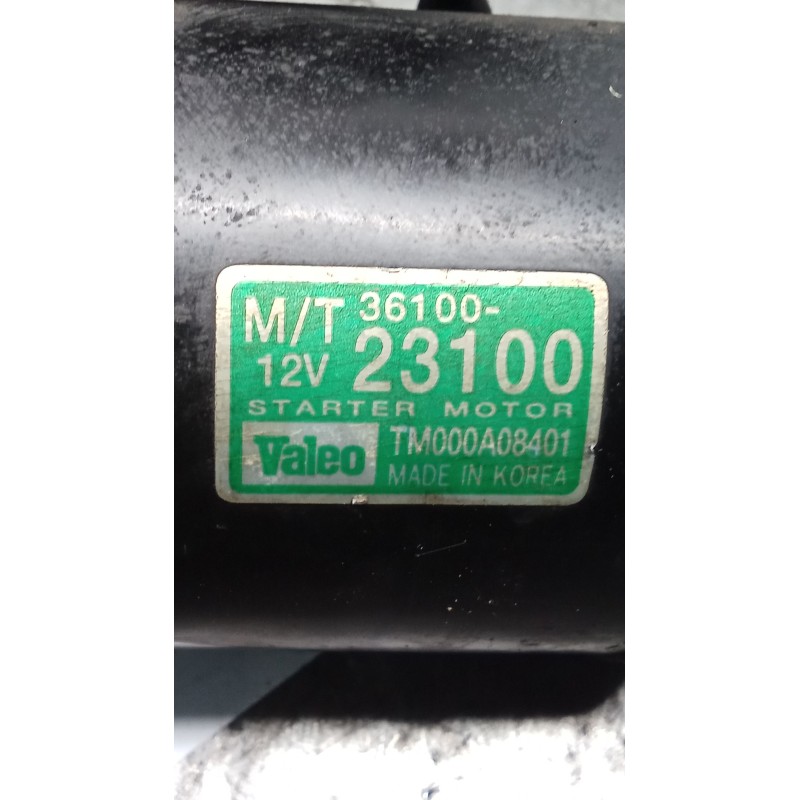 M/T 36100-
12V 23100
STARTER MOTOR
Valeo TM000A08401
MADE IN KOREA